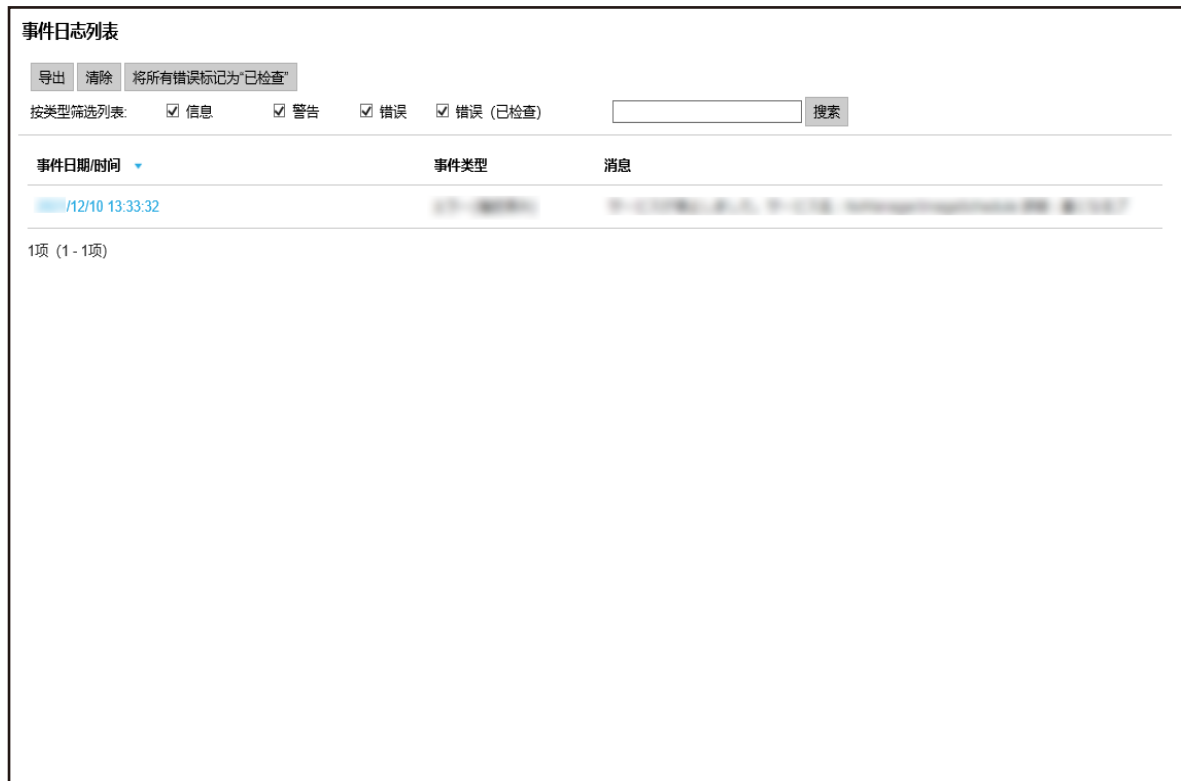 事件日志列表
导出 清除 将所有错误标记为“已检查”
按类型筛选列表: 信息 警告 错误 错误 (已检查) 搜索
事件日期/时间 事件类型 消息
/12/10 13:33:32
1项 (1 - 1项)